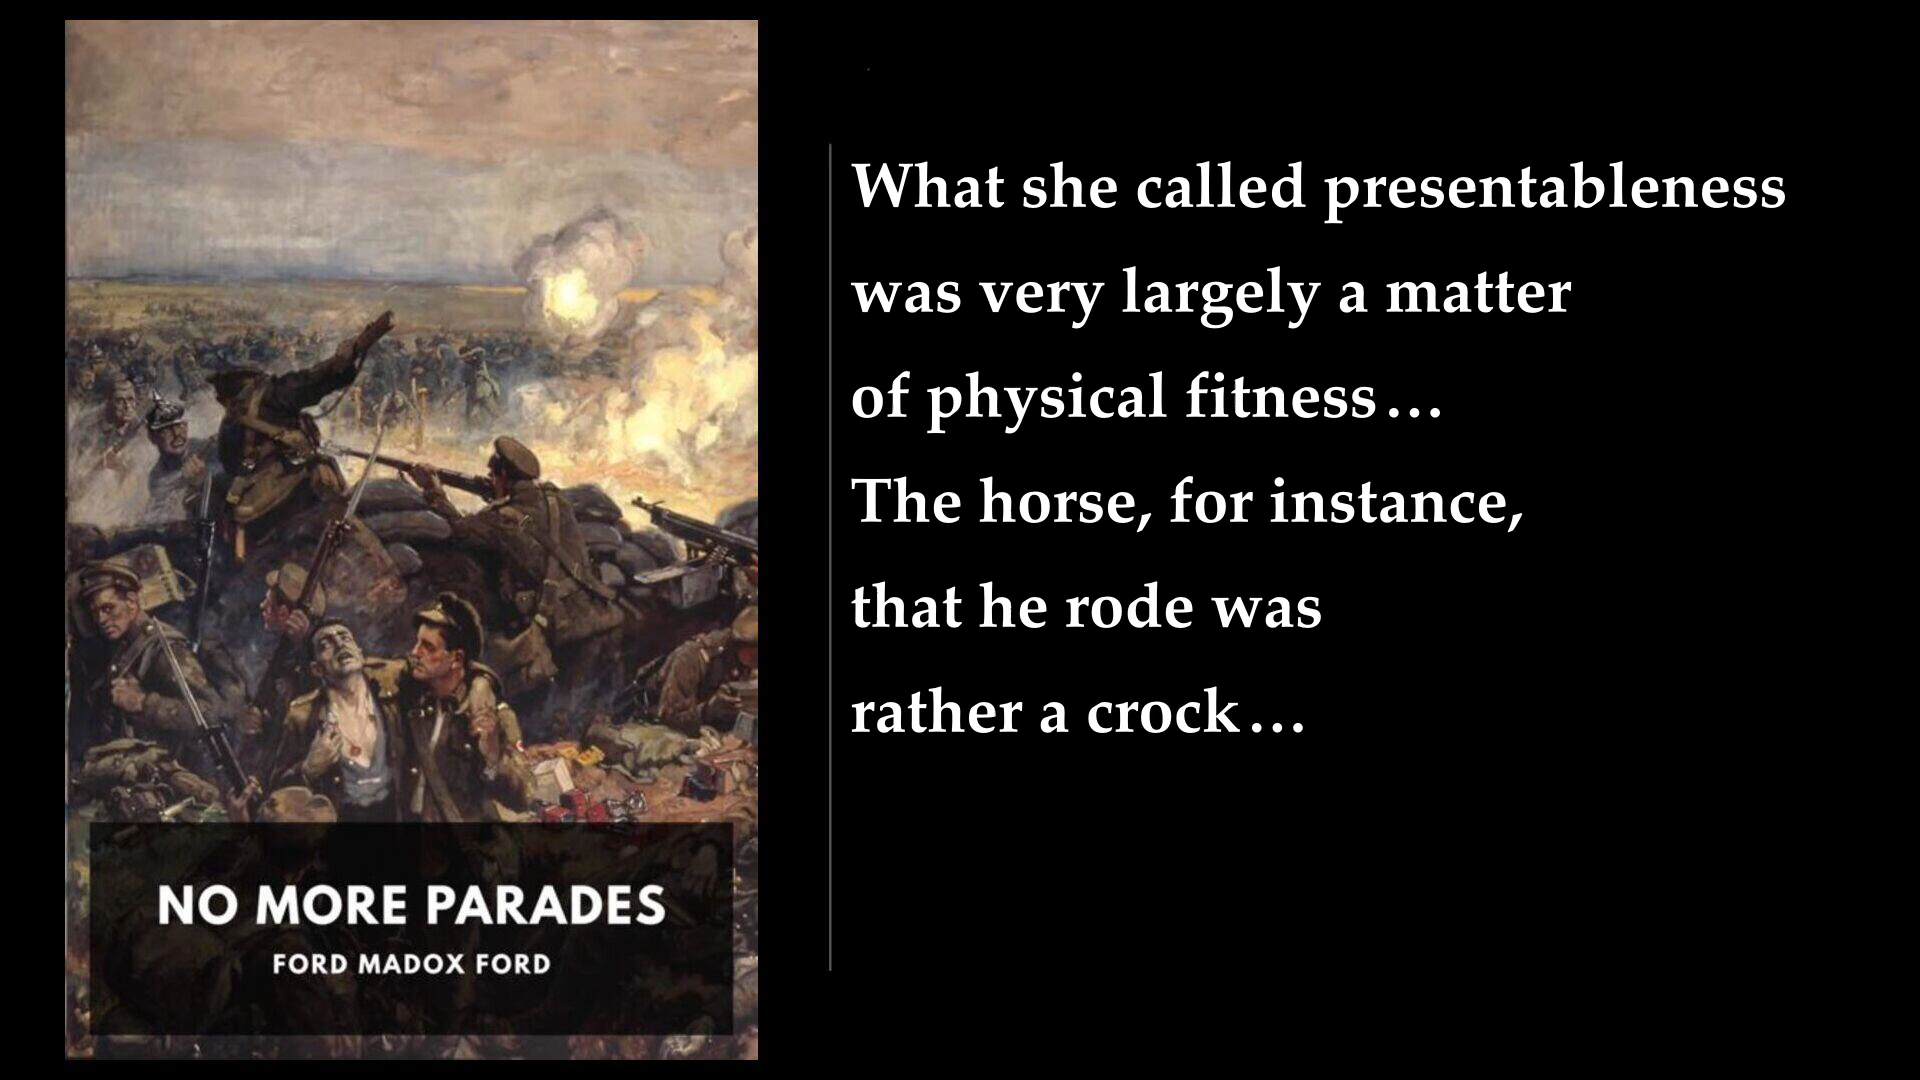 What she called presentableness
was very largely a matter
of physical fitness…
The horse, for instance,
that he rode was
rather a crock…
NO MORE PARADES
FORD MADOX FORD